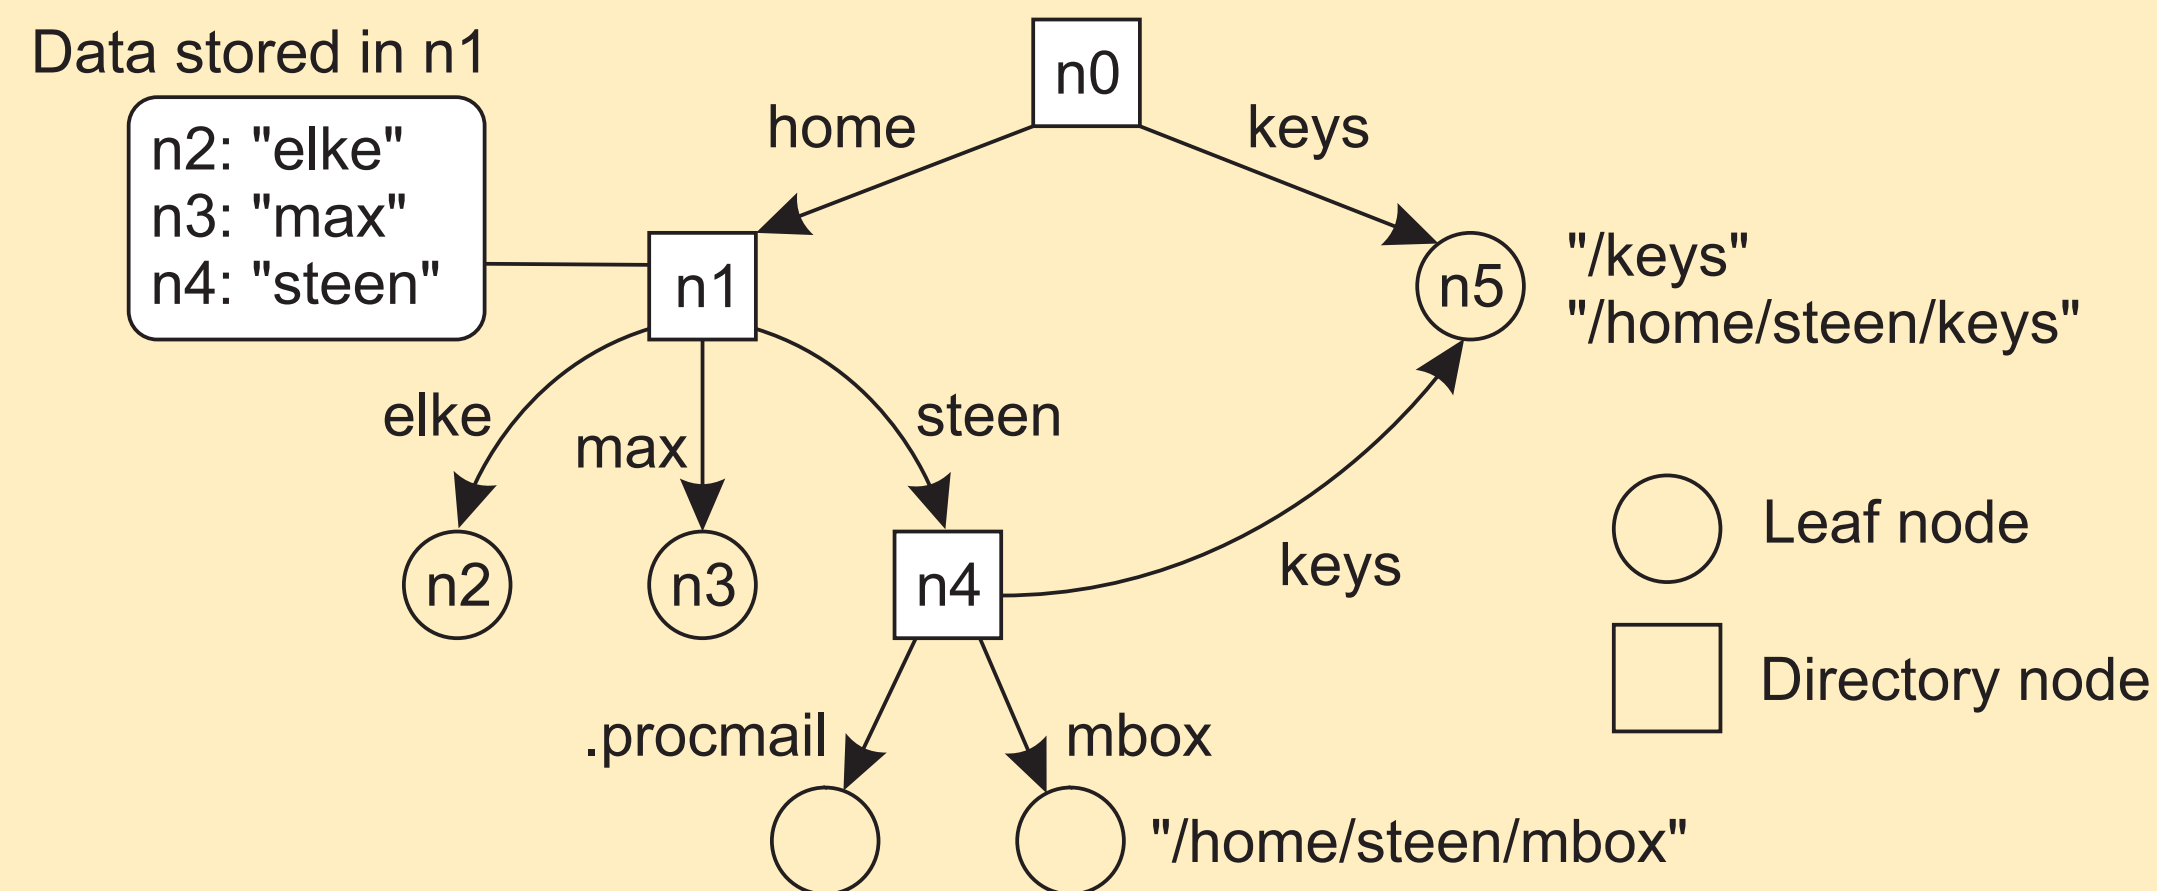 Data stored in n1
n2: "elke"
n3: "max"
n4: "steen"
n0
home
keys
n1
n5
"/keys"
"/home/steen/keys"
elke
max
steen
n2
n3
n4
keys
Leaf node
Directory node
.procmail
mbox
"/home/steen/mbox"